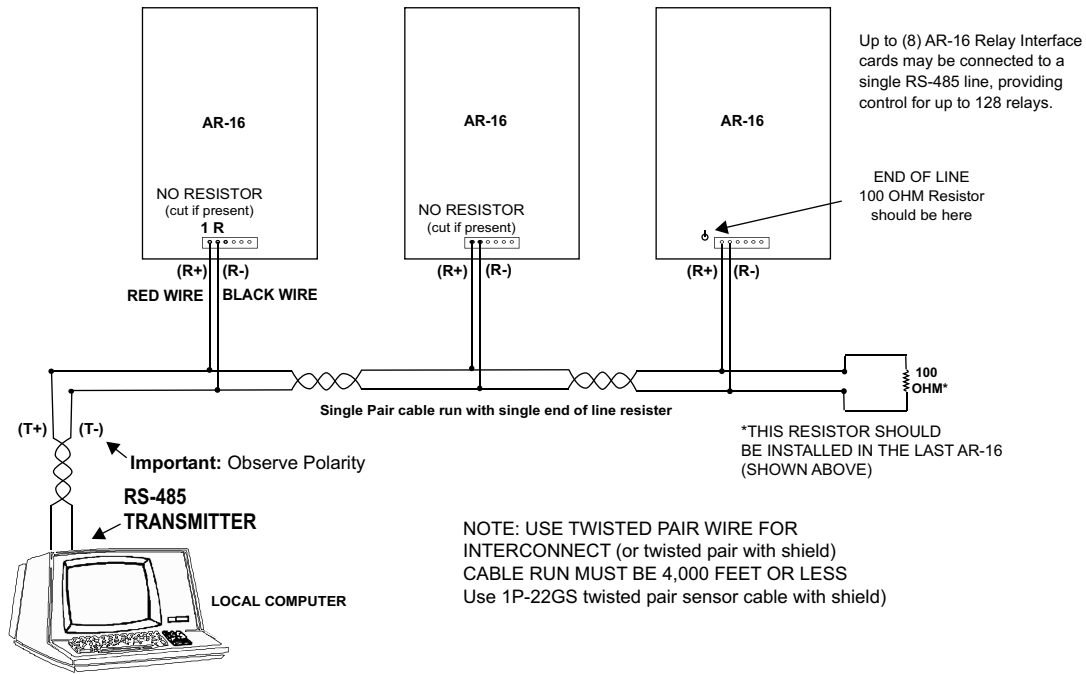 Up to (8) AR-16 Relay Interface
cards may be connected to a
single RS-485 line, providing
control for up to 128 relays.
AR-16
AR-16
AR-16
END OF LINE
100 OHM Resistor
should be here
NO RESISTOR
(cut if present)
1 R
NO RESISTOR
(cut if present)
(R+) (R-)
(R+) (R-)
(R+) (R-)
RED WIRE
BLACK WIRE
100
OHM*
Single Pair cable run with single end of line resister
(T+) (T-)
*THIS RESISTOR SHOULD
BE INSTALLED IN THE LAST AR-16
(SHOWN ABOVE)
Important: Observe Polarity
RS-485
TRANSMITTER
NOTE: USE TWISTED PAIR WIRE FOR
INTERCONNECT (or twisted pair with shield)
CABLE RUN MUST BE 4,000 FEET OR LESS
Use 1P-22GS twisted pair sensor cable with shield)
LOCAL COMPUTER